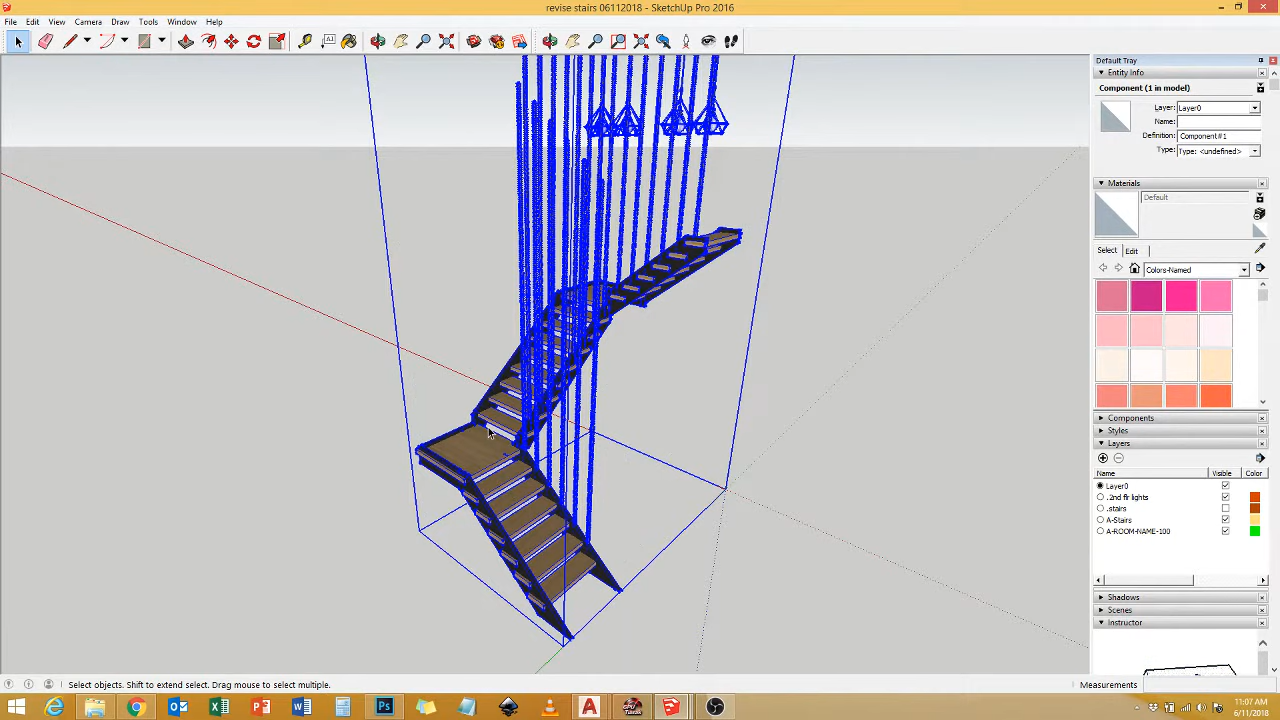 revise stairs 06112018 - SketchUp Pro 2016
File Edit View Camera Draw Tools Window Help
Default Tray
Entity Info
Component (1 in model)
Layer: Layer0
Name:
Definition: Component#1
Type: Type: <undefined>
Materials
Default
Select Edit
Colors-Named
Components
Styles
Layers
Name Visible Color
Layer0
.2nd flr lights
.stairs
A-Stairs
A-ROOM-NAME-100
Shadows
Scenes
Instructor
Select objects. Shift to extend select. Drag mouse to select multiple.
Measurements
11:07 AM
6/11/2018